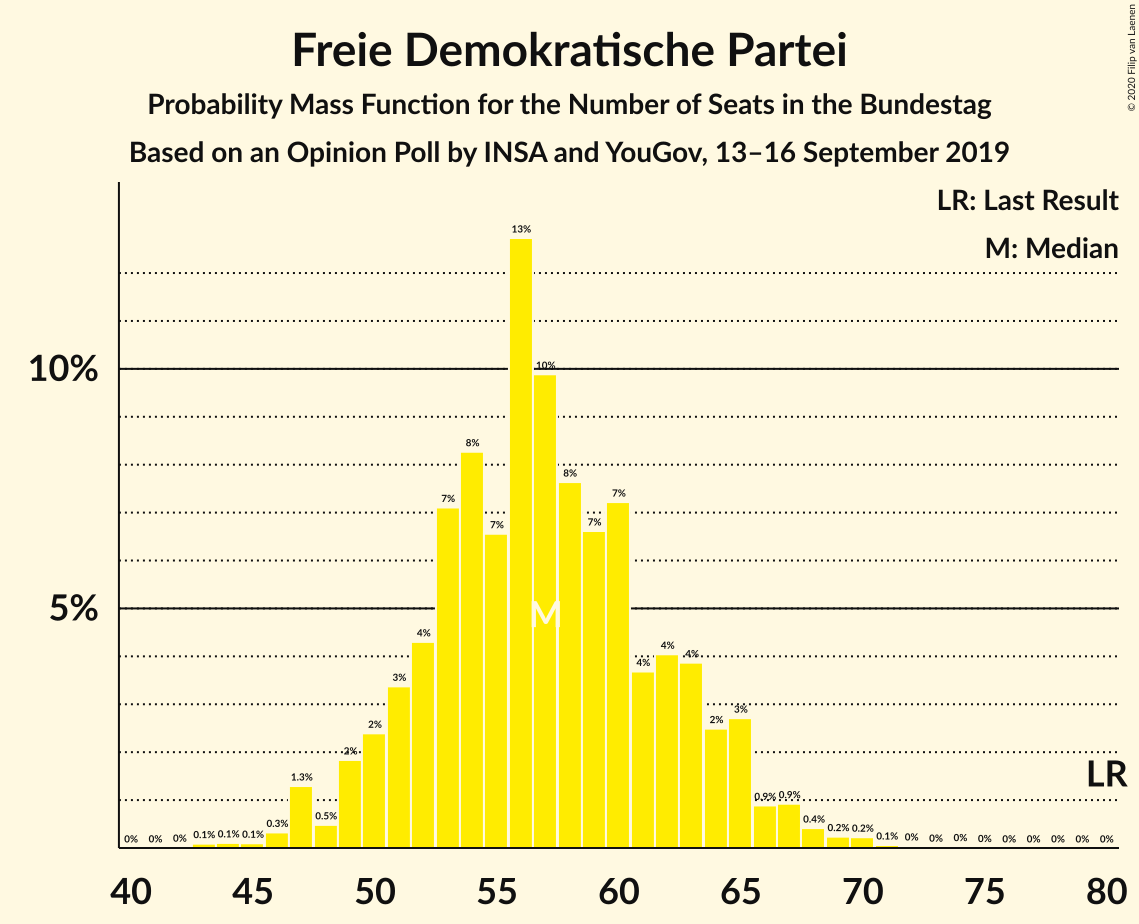 Freie Demokratische Partei
Probability Mass Function for the Number of Seats in the Bundestag
Based on an Opinion Poll by INSA and YouGov, 13–16 September 2019
© 2020 Filip van Laenen
LR: Last Result
M: Median
10%
5%
0% 0% 0% 0.1% 0.1% 0.1% 0.3% 1.3% 0.5% 2% 2% 3% 4% 7% 8% 7% 13% 10% 8% 7% 7% 4% 4% 4% 2% 3% 0.9% 0.9% 0.4% 0.2% 0.2% 0.1% 0% 0% 0% 0% 0% 0% 0% 0% 0%
M
LR
40 45 50 55 60 65 70 75 80